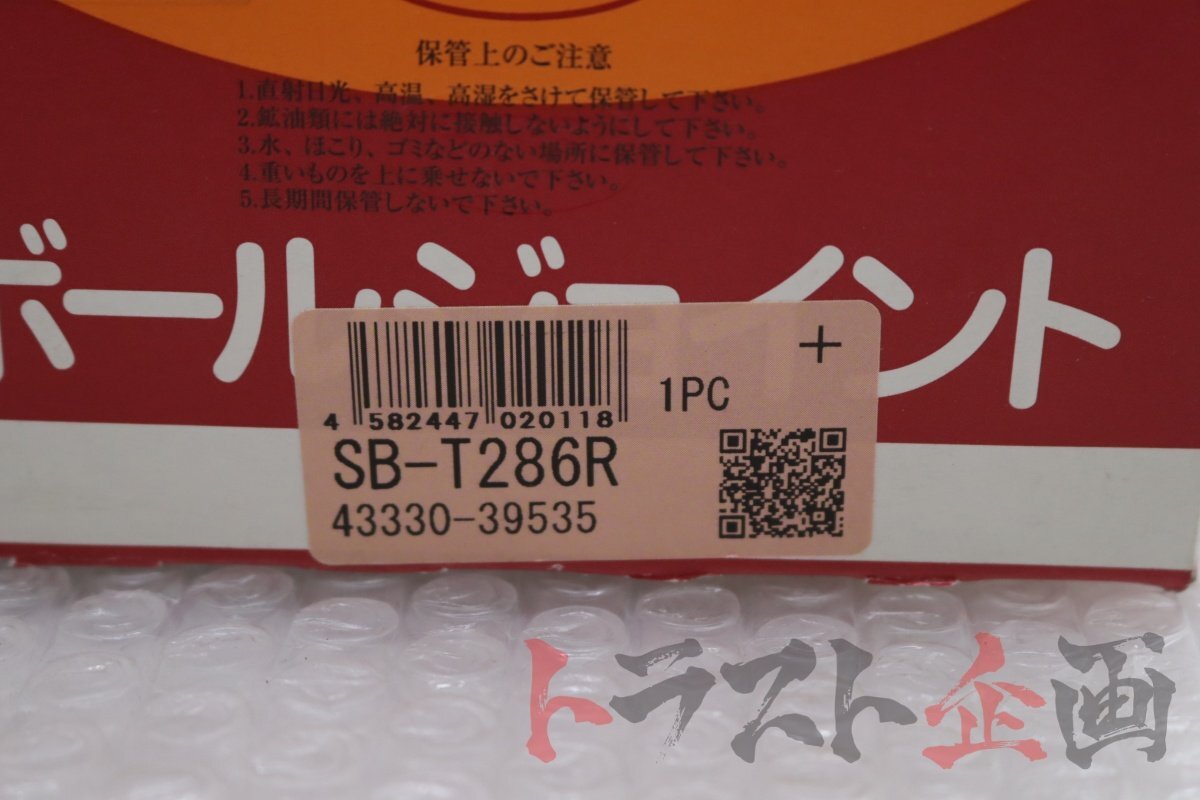 保管上のご注意
1.直射日光、高温、高湿をさけて保管して下さい。
2.鉱油類には絶対に接触しないようにして下さい。
3.水、ほこり、ゴミなどのない場所に保管して下さい。
4.重いものを上に乗せないで下さい。
5.長期間保管しないで下さい。
ボールジョイント
4 582447 020118
1PC
+
SB-T286R
43330-39535
トラスト企画